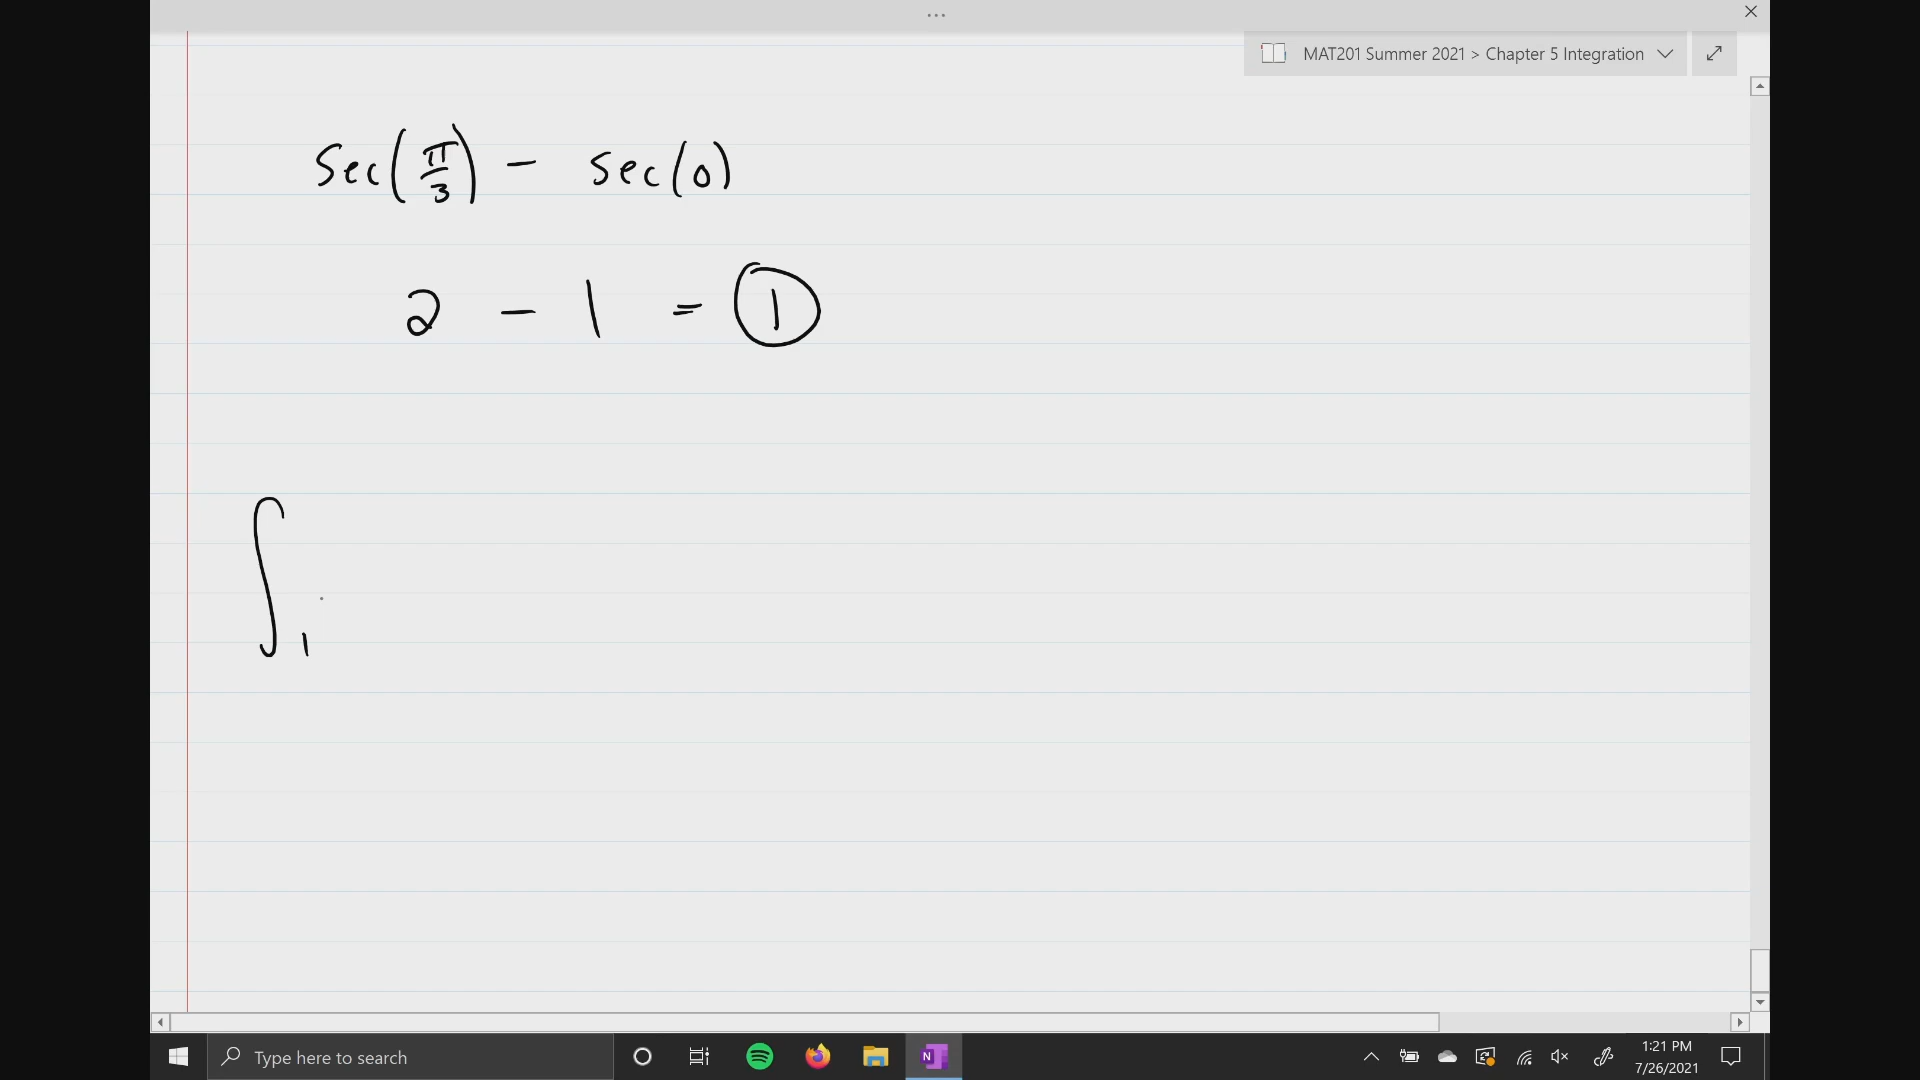 MAT201 Summer 2021 > Chapter 5 Integration
sec(π/3) - sec(0)
2 - 1 = 1
∫₁
Type here to search
1:21 PM
7/26/2021